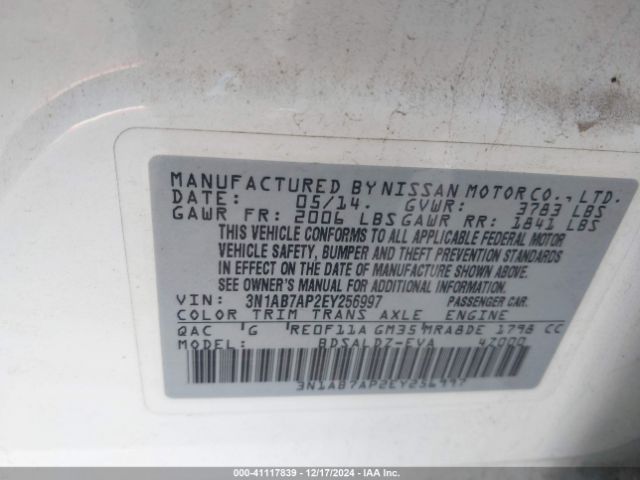 MANUFACTURED BY NISSAN MOTOR CO., LTD.
DATE: 05/14. GVWR: 3783 LBS
GAWR FR: 2006 LBS GAWR RR: 1841 LBS
THIS VEHICLE CONFORMS TO ALL APPLICABLE FEDERAL MOTOR
VEHICLE SAFETY, BUMPER AND THEFT PREVENTION STANDARDS
IN EFFECT ON THE DATE OF MANUFACTURE SHOWN ABOVE.
SEE OWNER'S MANUAL FOR ADDITIONAL INFORMATION.
VIN: 3N1AB7AP2EY256997 PASSENGER CAR.
COLOR TRIM TRANS AXLE ENGINE
QAC G RE0F11A GM35 MRA8DE 1798 CC
MODEL: BDSALDZ-EVA 47000
3N1AB7AP2EY256997
000-41117839 | 12/17/2024 | IAAI.COM